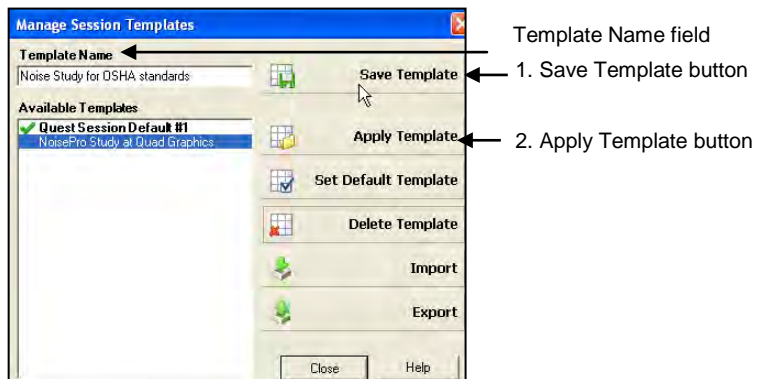 Manage Session Templates
Template Name
Noise Study for OSHA standards
Available Templates
Quest Session Default #1
NoisePro Study at Quad Graphics
Save Template
Apply Template
Set Default Template
Delete Template
Import
Export
Close
Help
Template Name field
1. Save Template button
2. Apply Template button